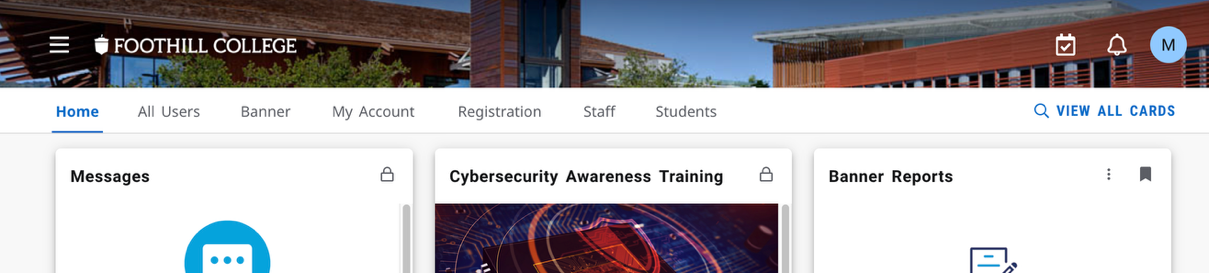 FOOTHILL COLLEGE
M
Home All Users Banner My Account Registration Staff Students VIEW ALL CARDS
Messages
Cybersecurity Awareness Training
Banner Reports